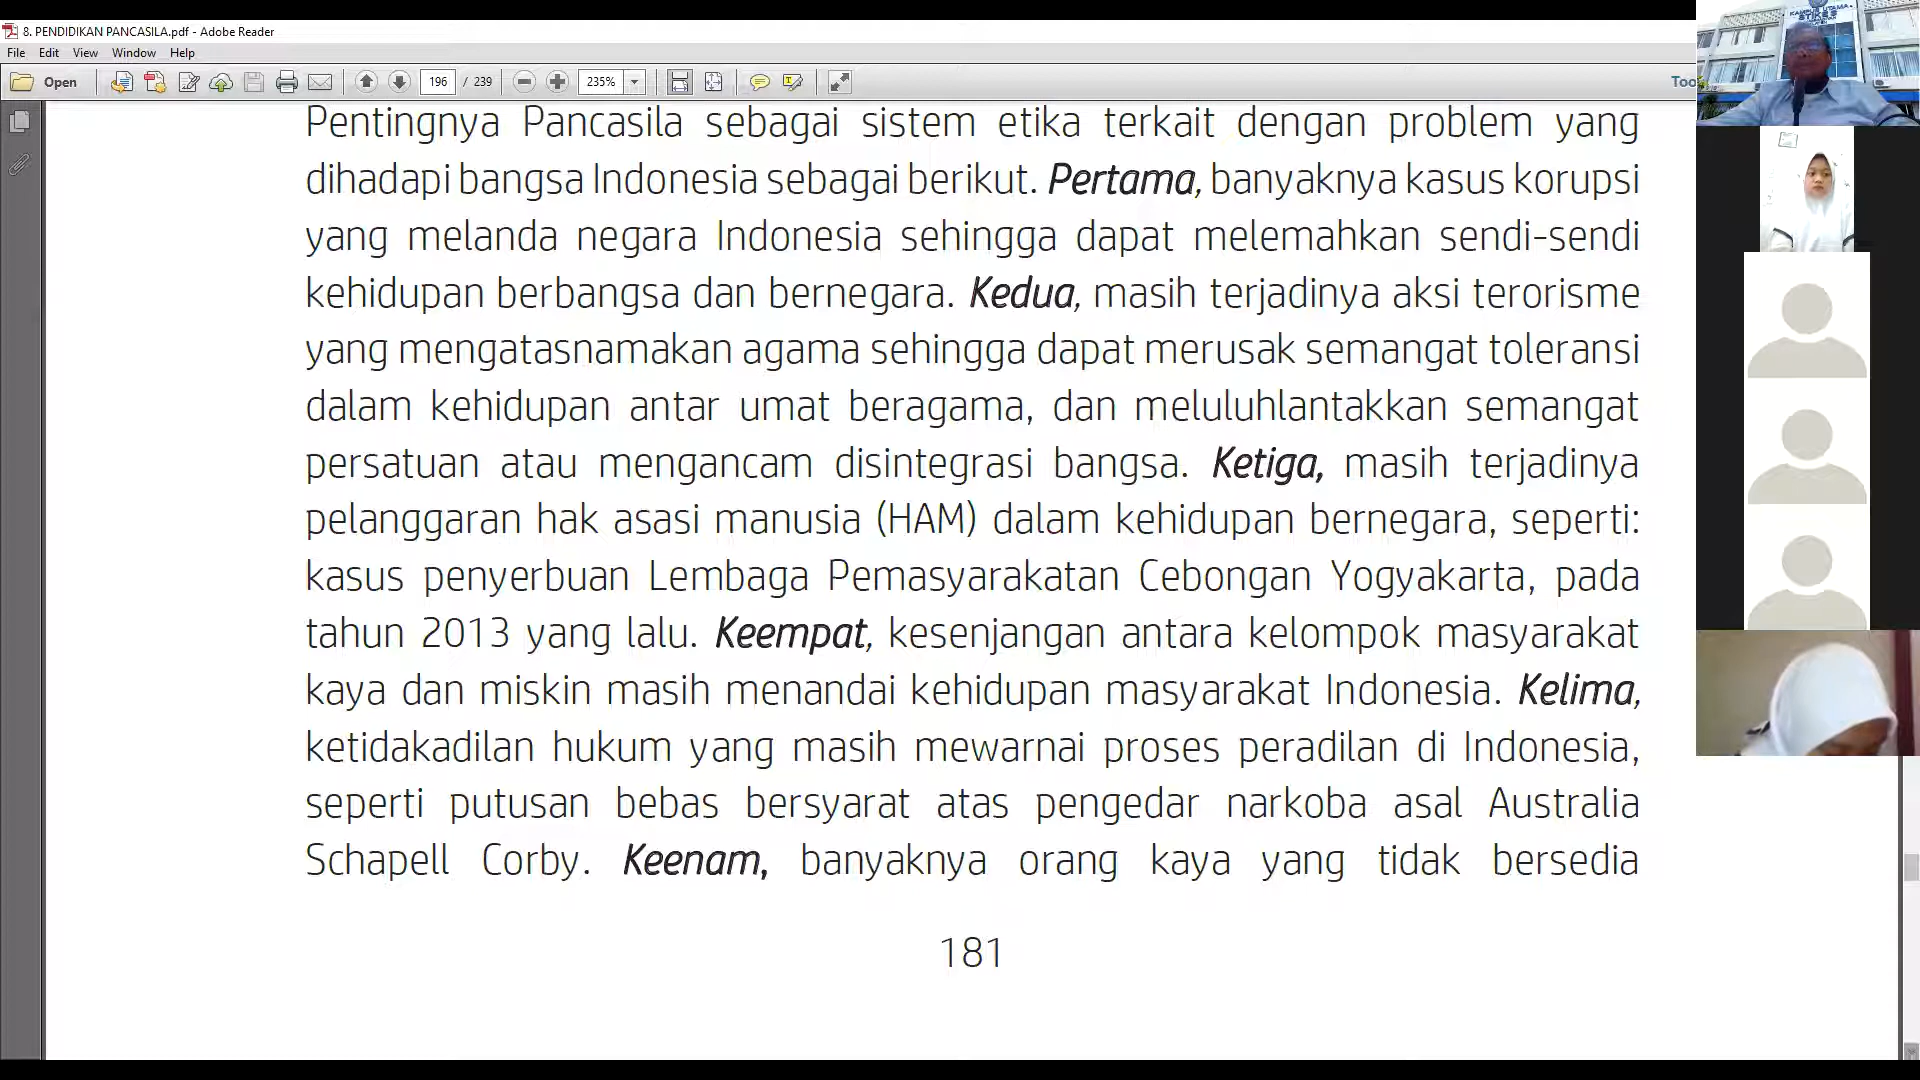 8. PENDIDIKAN PANCASILA.pdf - Adobe Reader
File Edit View Window Help
Open 196 / 239 235% Too
KAMPUS UTAMA
STIKES
Pentingnya Pancasila sebagai sistem etika terkait dengan problem yang
dihadapi bangsa Indonesia sebagai berikut. Pertama, banyaknya kasus korupsi
yang melanda negara Indonesia sehingga dapat melemahkan sendi-sendi
kehidupan berbangsa dan bernegara. Kedua, masih terjadinya aksi terorisme
yang mengatasnamakan agama sehingga dapat merusak semangat toleransi
dalam kehidupan antar umat beragama, dan meluluhlantakkan semangat
persatuan atau mengancam disintegrasi bangsa. Ketiga, masih terjadinya
pelanggaran hak asasi manusia (HAM) dalam kehidupan bernegara, seperti:
kasus penyerbuan Lembaga Pemasyarakatan Cebongan Yogyakarta, pada
tahun 2013 yang lalu. Keempat, kesenjangan antara kelompok masyarakat
kaya dan miskin masih menandai kehidupan masyarakat Indonesia. Kelima,
ketidakadilan hukum yang masih mewarnai proses peradilan di Indonesia,
seperti putusan bebas bersyarat atas pengedar narkoba asal Australia
Schapell Corby. Keenam, banyaknya orang kaya yang tidak bersedia
181